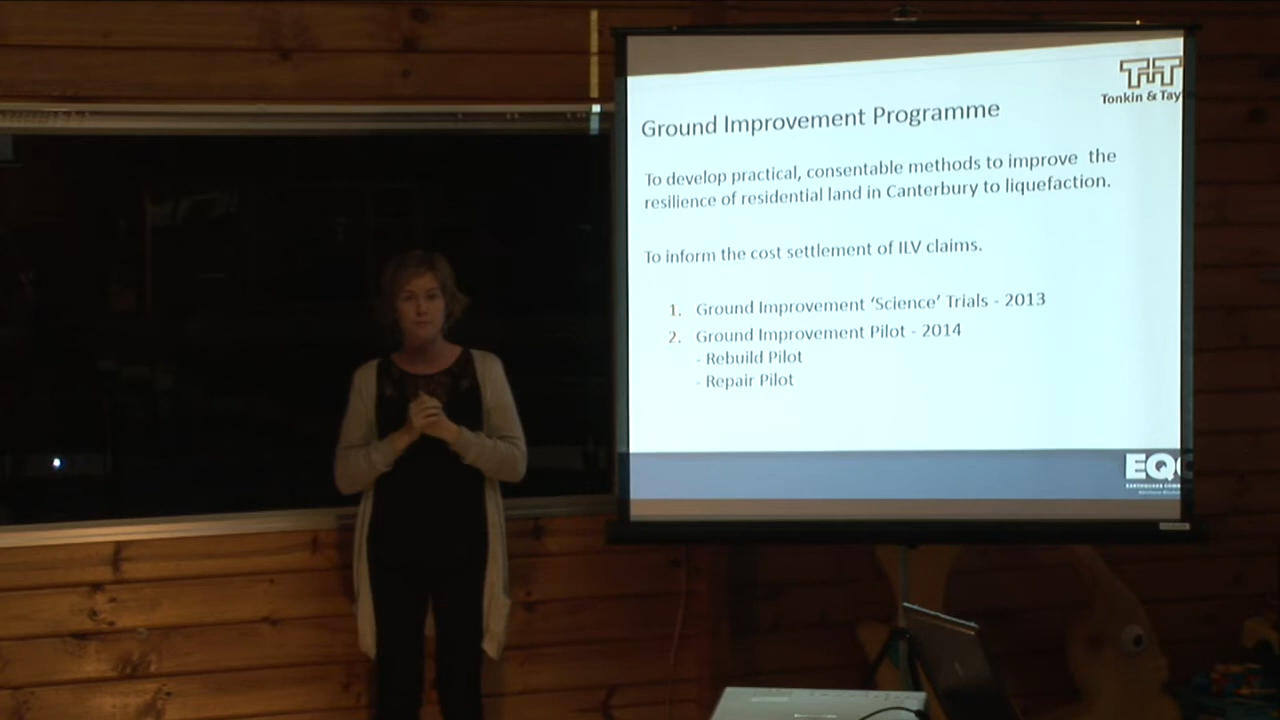 T+T
Tonkin & Tay
Ground Improvement Programme
To develop practical, consentable methods to improve the
resilience of residential land in Canterbury to liquefaction.
To inform the cost settlement of ILV claims.
1. Ground Improvement ‘Science’ Trials - 2013
2. Ground Improvement Pilot - 2014
- Rebuild Pilot
- Repair Pilot
EQC